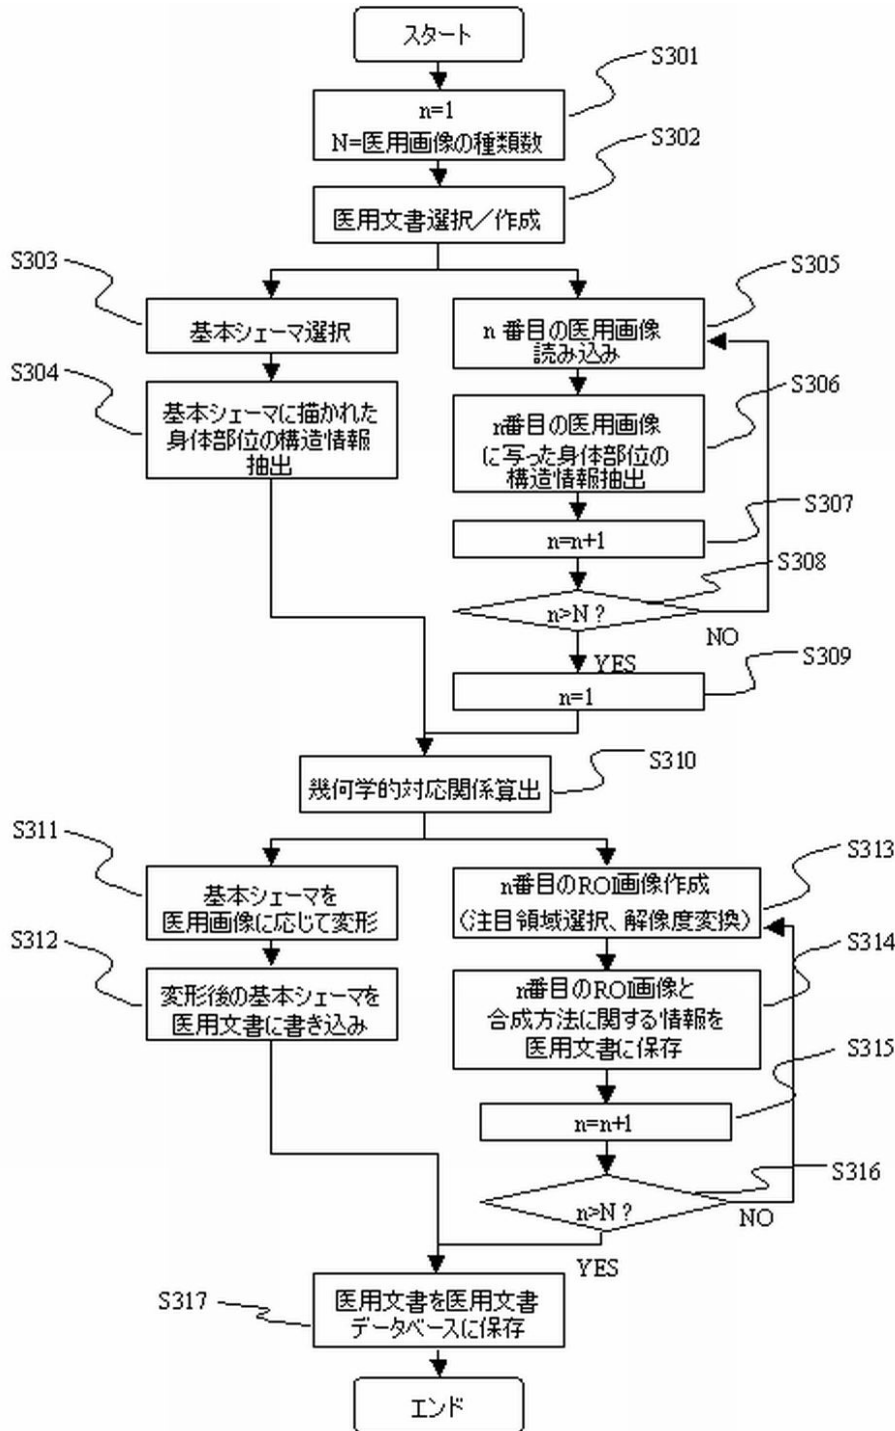 スタート
S301
n=1
N=医用画像の種類数
S302
医用文書選択／作成
S303
基本シェーマ選択
S304
基本シェーマに描かれた
身体部位の構造情報
抽出
S305
n 番目の医用画像
読み込み
S306
n番目の医用画像
に写った身体部位の
構造情報抽出
S307
n=n+1
S308
n>N ?
NO
YES
S309
n=1
S310
幾何学的対応関係算出
S311
基本シェーマを
医用画像に応じて変形
S312
変形後の基本シェーマを
医用文書に書き込み
S313
n番目のROI画像作成
（注目領域選択、解像度変換）
S314
n番目のROI画像と
合成方法に関する情報を
医用文書に保存
S315
n=n+1
S316
n>N ?
NO
YES
S317
医用文書を医用文書
データベースに保存
エンド